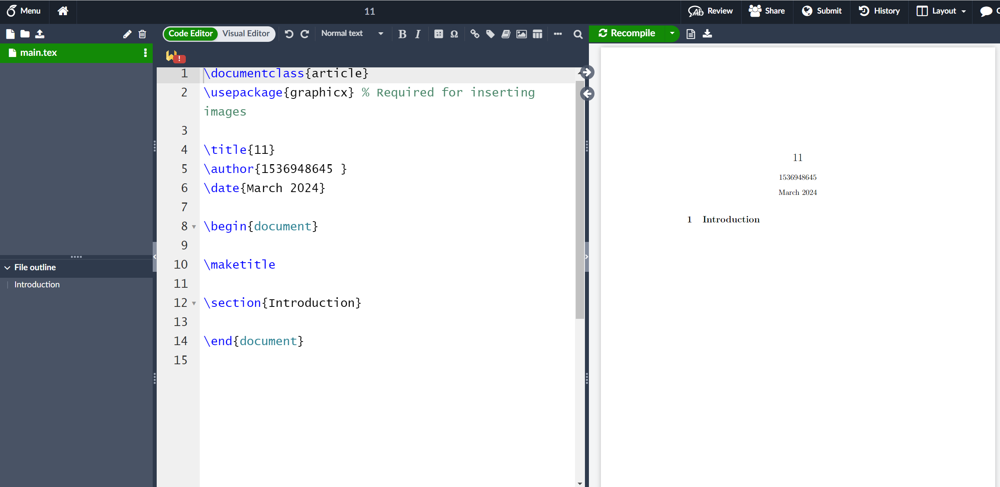 Menu
11
Review
Share
Submit
History
Layout
Code Editor
Visual Editor
Normal text
B I
Ω
Recompile
main.tex
!
1 \documentclass{article}
2 \usepackage{graphicx} % Required for inserting
images
3
4 \title{11}
5 \author{1536948645 }
6 \date{March 2024}
7
8 \begin{document}
9
10 \maketitle
11
12 \section{Introduction}
13
14 \end{document}
15
File outline
Introduction
11
1536948645
March 2024
1 Introduction